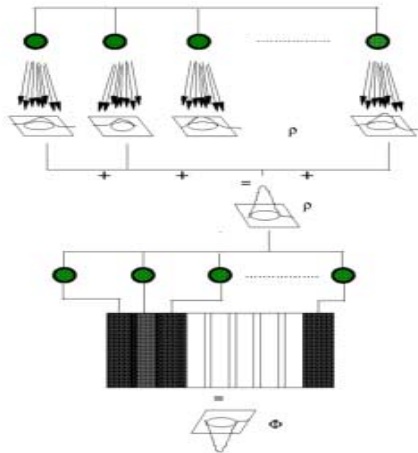 ρ
+ + +
=
ρ
=
Φ